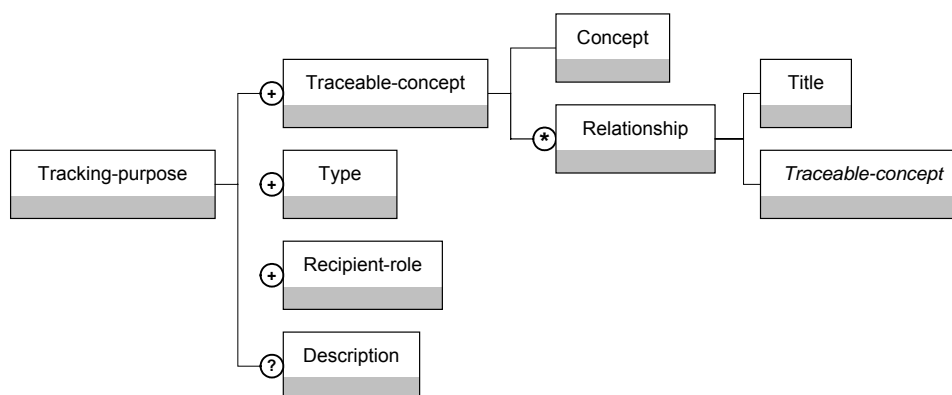 Concept
Traceable-concept
Title
+
*
Relationship
Tracking-purpose
+
Type
Traceable-concept
+
Recipient-role
?
Description